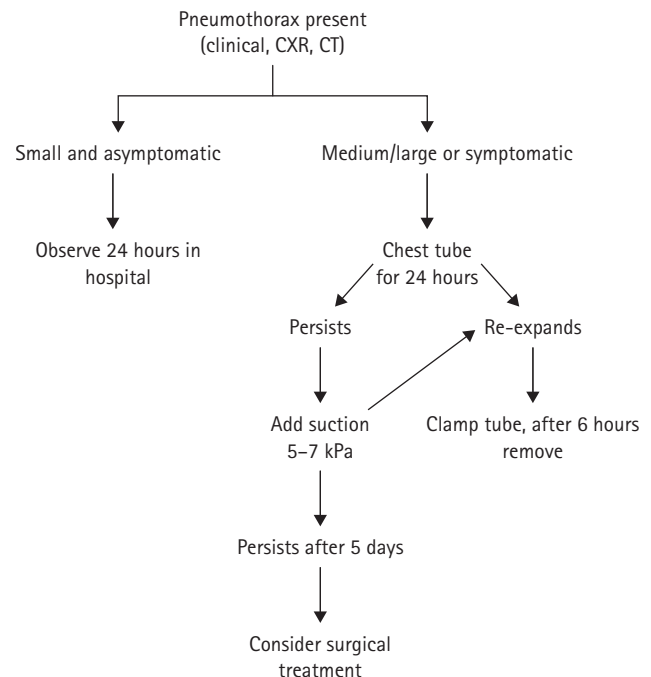 Pneumothorax present
(clinical, CXR, CT)
Small and asymptomatic
Medium/large or symptomatic
Observe 24 hours in
hospital
Chest tube
for 24 hours
Persists
Re-expands
Add suction
5–7 kPa
Clamp tube, after 6 hours
remove
Persists after 5 days
Consider surgical
treatment